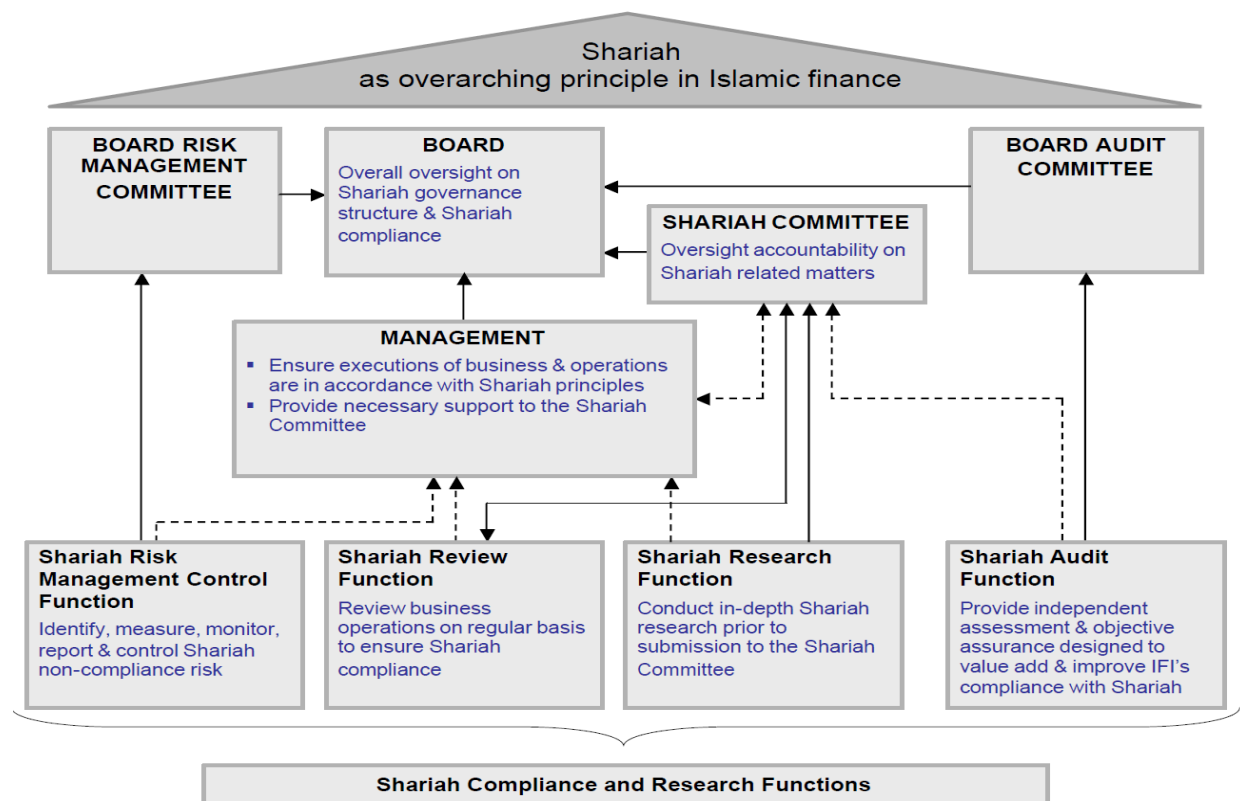 Shariah
as overarching principle in Islamic finance
BOARD RISK
MANAGEMENT
COMMITTEE
BOARD
Overall oversight on
Shariah governance
structure & Shariah
compliance
BOARD AUDIT
COMMITTEE
SHARIAH COMMITTEE
Oversight accountability on
Shariah related matters
MANAGEMENT
▪ Ensure executions of business & operations
are in accordance with Shariah principles
▪ Provide necessary support to the Shariah
Committee
Shariah Risk
Management Control
Function
Identify, measure, monitor,
report & control Shariah
non-compliance risk
Shariah Review
Function
Review business
operations on regular basis
to ensure Shariah
compliance
Shariah Research
Function
Conduct in-depth Shariah
research prior to
submission to the Shariah
Committee
Shariah Audit
Function
Provide independent
assessment & objective
assurance designed to
value add & improve IFI's
compliance with Shariah
Shariah Compliance and Research Functions